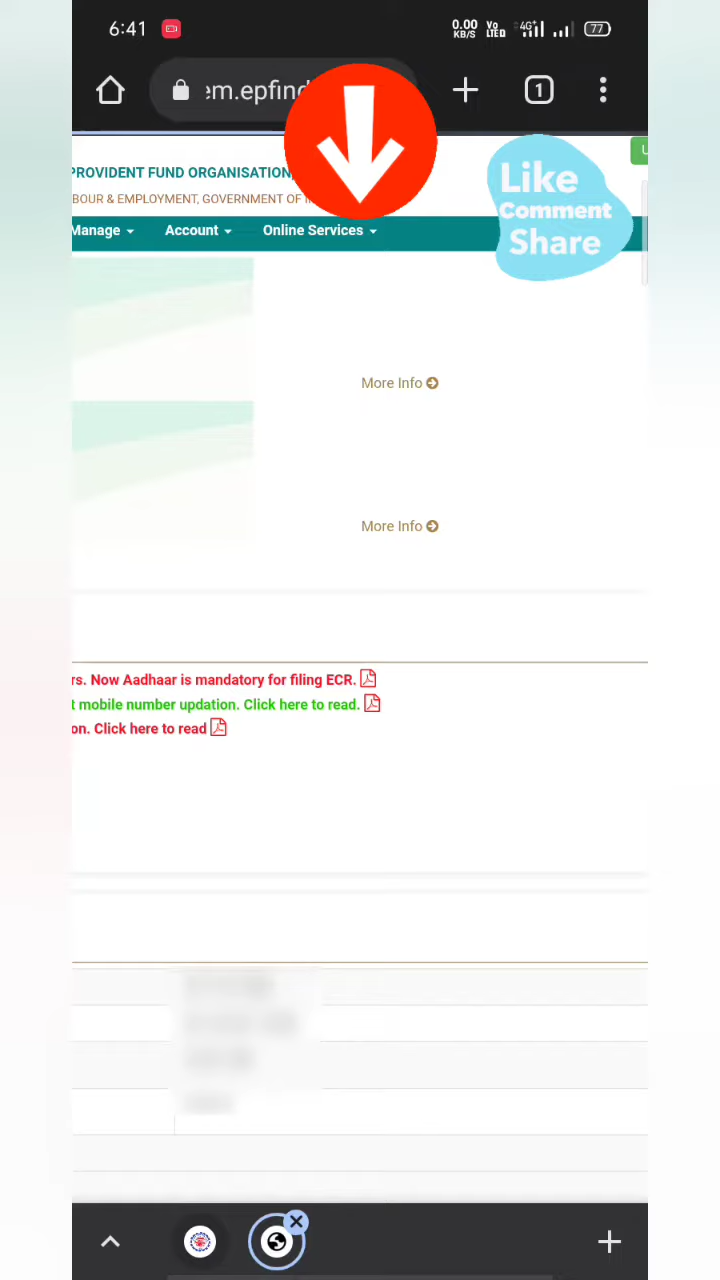 6:41
0.00 KB/S Vo LTED 4G+ 77
em.epfind
1
PROVIDENT FUND ORGANISATION,
BOUR & EMPLOYMENT, GOVERNMENT OF
U
Like
Comment
Share
Manage
Account
Online Services
More Info
More Info
rs. Now Aadhaar is mandatory for filing ECR.
t mobile number updation. Click here to read.
on. Click here to read